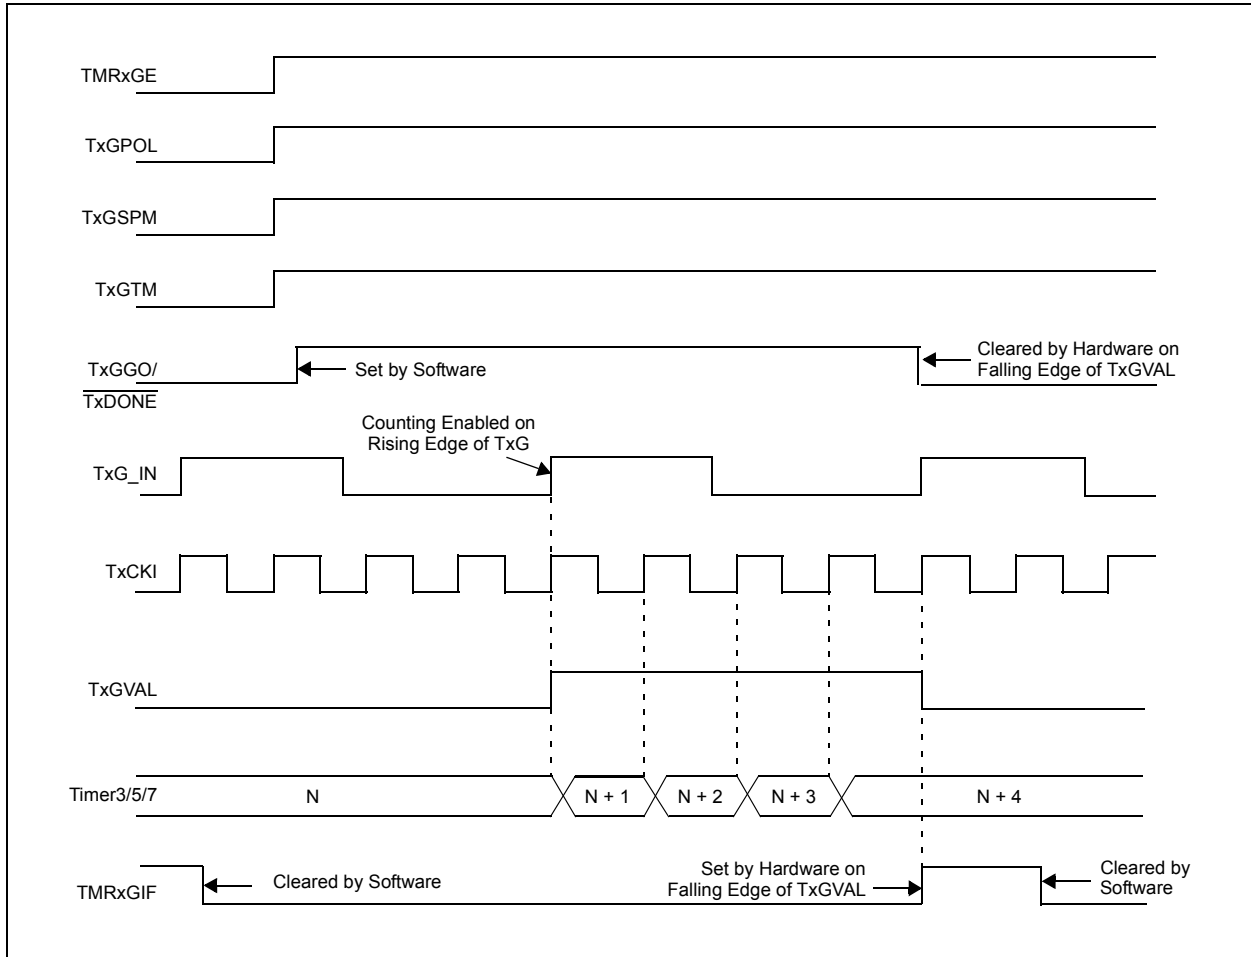 TMRxGE
TxGPOL
TxGSPM
TxGTM
TxGGO/
TxDONE
Set by Software
Cleared by Hardware on
Falling Edge of TxGVAL
Counting Enabled on
Rising Edge of TxG
TxG_IN
TxCKI
TxGVAL
Timer3/5/7
N
N + 1
N + 2
N + 3
N + 4
TMRxGIF
Cleared by Software
Set by Hardware on
Falling Edge of TxGVAL
Cleared by
Software